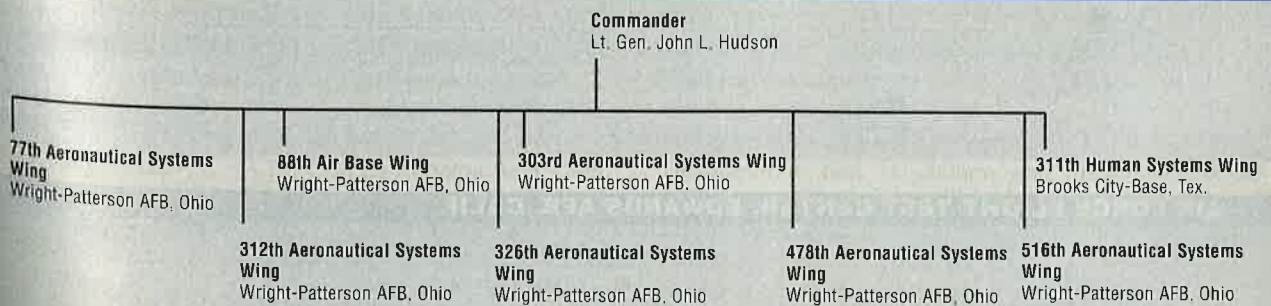 Commander
Lt. Gen. John L. Hudson
77th Aeronautical Systems
Wing
Wright-Patterson AFB, Ohio
88th Air Base Wing
Wright-Patterson AFB, Ohio
303rd Aeronautical Systems Wing
Wright-Patterson AFB, Ohio
311th Human Systems Wing
Brooks City-Base, Tex.
312th Aeronautical Systems
Wing
Wright-Patterson AFB, Ohio
326th Aeronautical Systems
Wing
Wright-Patterson AFB, Ohio
478th Aeronautical Systems
Wing
Wright-Patterson AFB, Ohio
516th Aeronautical Systems
Wing
Wright-Patterson AFB, Ohio